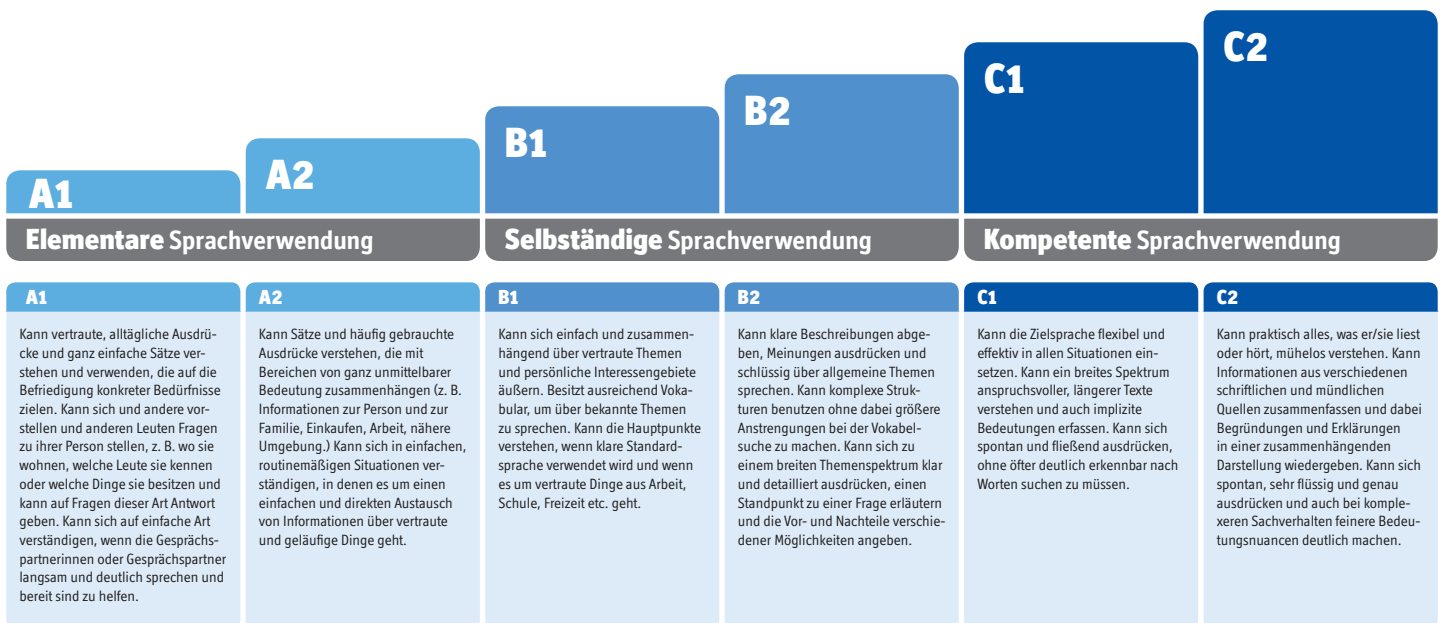 A1
A2
B1
B2
C1
C2
Elementare Sprachverwendung
Selbständige Sprachverwendung
Kompetente Sprachverwendung
A1
Kann vertraute, alltägliche Ausdrü-
cke und ganz einfache Sätze ver-
stehen und verwenden, die auf die
Befriedigung konkreter Bedürfnisse
zielen. Kann sich und andere vor-
stellen und anderen Leuten Fragen
zu ihrer Person stellen, z. B. wo sie
wohnen, welche Leute sie kennen
oder welche Dinge sie besitzen und
kann auf Fragen dieser Art Antwort
geben. Kann sich auf einfache Art
verständigen, wenn die Gesprächs-
partnerinnen oder Gesprächspartner
langsam und deutlich sprechen und
bereit sind zu helfen.
A2
Kann Sätze und häufig gebrauchte
Ausdrücke verstehen, die mit
Bereichen von ganz unmittelbarer
Bedeutung zusammenhängen (z. B.
Informationen zur Person und zur
Familie, Einkaufen, Arbeit, nähere
Umgebung.) Kann sich in einfachen,
routinemäßigen Situationen ver-
ständigen, in denen es um einen
einfachen und direkten Austausch
von Informationen über vertraute
und geläufige Dinge geht.
B1
Kann sich einfach und zusammen-
hängend über vertraute Themen
und persönliche Interessengebiete
äußern. Besitzt ausreichend Voka-
bular, um über bekannte Themen
zu sprechen. Kann die Hauptpunkte
verstehen, wenn klare Standard-
sprache verwendet wird und wenn
es um vertraute Dinge aus Arbeit,
Schule, Freizeit etc. geht.
B2
Kann klare Beschreibungen abge-
ben, Meinungen ausdrücken und
schlüssig über allgemeine Themen
sprechen. Kann komplexe Struk-
turen benutzen ohne dabei größere
Anstrengungen bei der Vokabel-
suche zu machen. Kann sich zu
einem breiten Themenspektrum klar
und detailliert ausdrücken, einen
Standpunkt zu einer Frage erläutern
und die Vor- und Nachteile verschie-
dener Möglichkeiten angeben.
C1
Kann die Zielsprache flexibel und
effektiv in allen Situationen ein-
setzen. Kann ein breites Spektrum
anspruchsvoller, längerer Texte
verstehen und auch implizite
Bedeutungen erfassen. Kann sich
spontan und fließend ausdrücken,
ohne öfter deutlich erkennbar nach
Worten suchen zu müssen.
C2
Kann praktisch alles, was er/sie liest
oder hört, mühelos verstehen. Kann
Informationen aus verschiedenen
schriftlichen und mündlichen
Quellen zusammenfassen und dabei
Begründungen und Erklärungen
in einer zusammenhängenden
Darstellung wiedergeben. Kann sich
spontan, sehr flüssig und genau
ausdrücken und auch bei komple-
xeren Sachverhalten feinere Bedeu-
tungsnuancen deutlich machen.